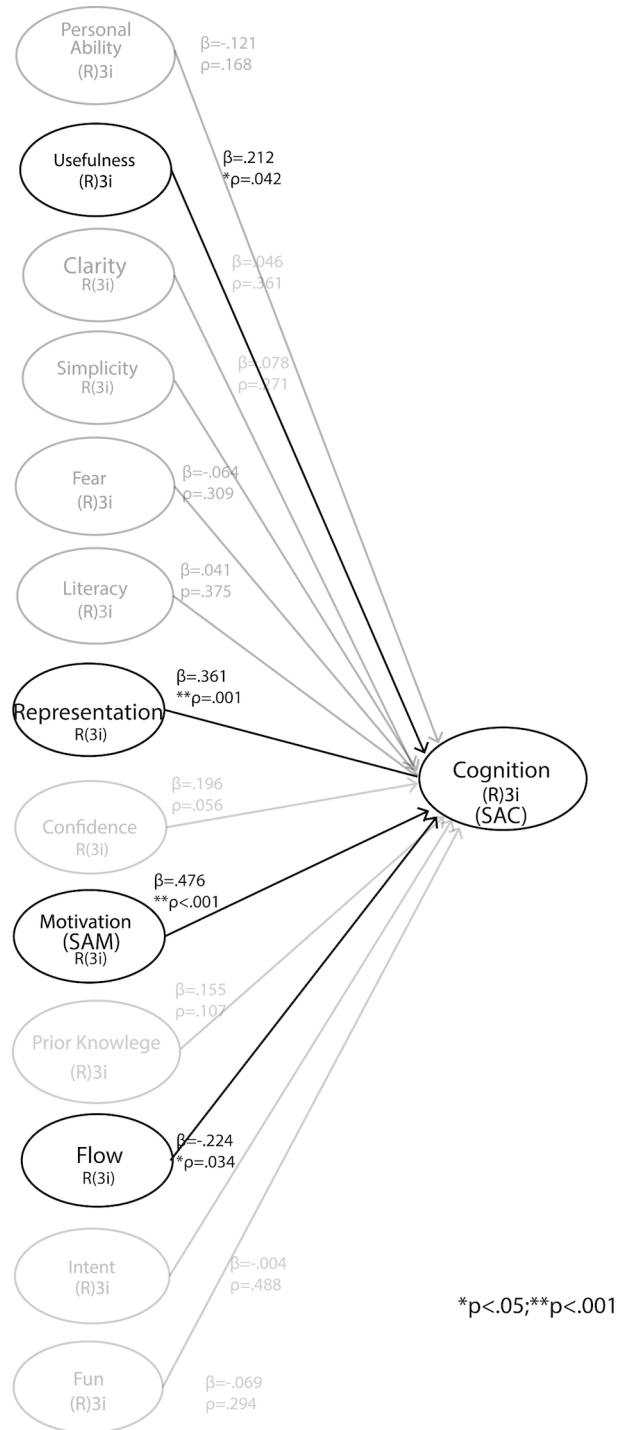 Personal
Ability
(R)3i
β=-.121
ρ=.168
Usefulness
(R)3i
β=.212
*ρ=.042
Clarity
R(3i)
β=.046
ρ=.361
Simplicity
R(3i)
β=.078
ρ=.271
Fear
(R)3i
β=-.064
ρ=.309
Literacy
(R)3i
β=.041
p=.375
Representation
R(3i)
β=.361
**ρ=.001
Cognition
(R)3i
(SAC)
Confidence
R(3i)
β=.196
ρ=.056
Motivation
(SAM)
R(3i)
β=.476
**ρ<.001
Prior Knowlege
(R)3i
β=.155
ρ=.107
Flow
R(3i)
β=-.224
*ρ=.034
Intent
(R)3i
β=-.004
ρ=.488
*p<.05;**p<.001
Fun
(R)3i
β=-.069
ρ=.294